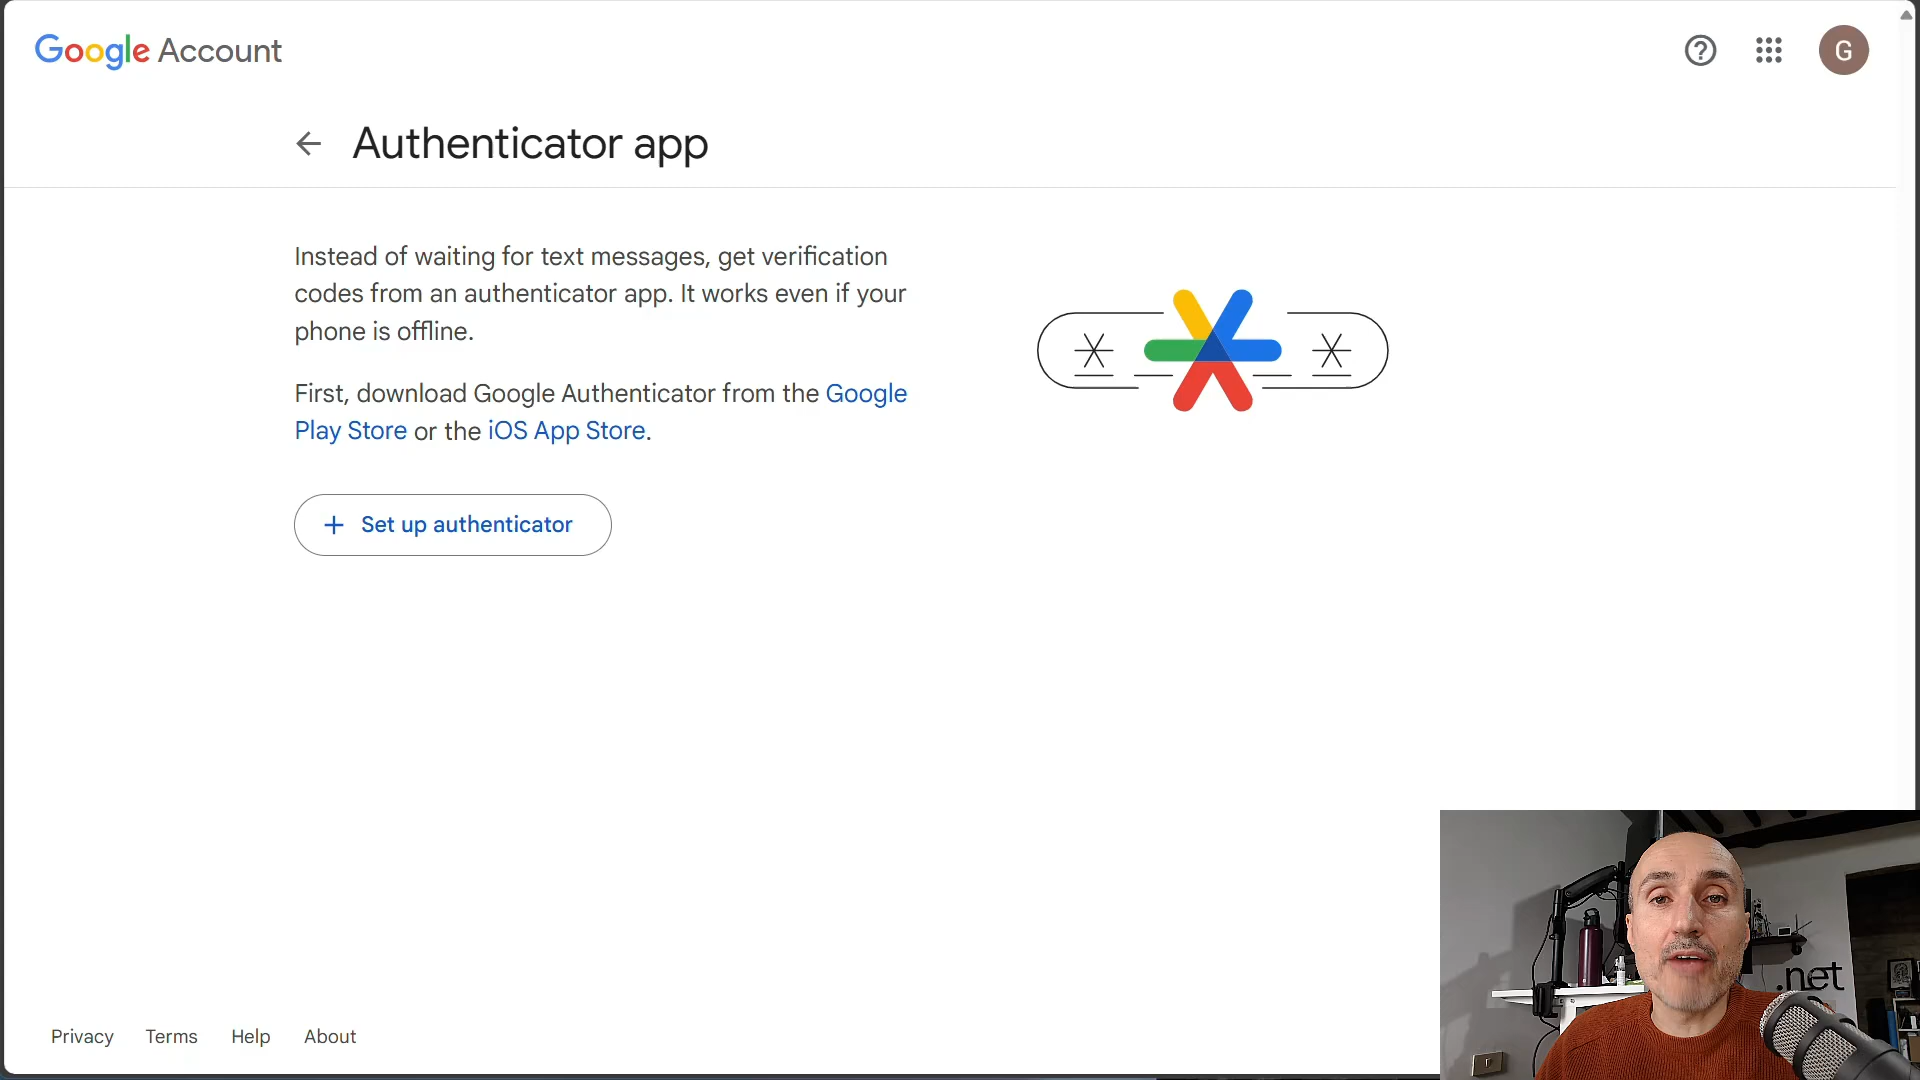 Google Account
G
Authenticator app
Instead of waiting for text messages, get verification
codes from an authenticator app. It works even if your
phone is offline.
First, download Google Authenticator from the Google
Play Store or the iOS App Store.
+ Set up authenticator
Privacy Terms Help About
.net